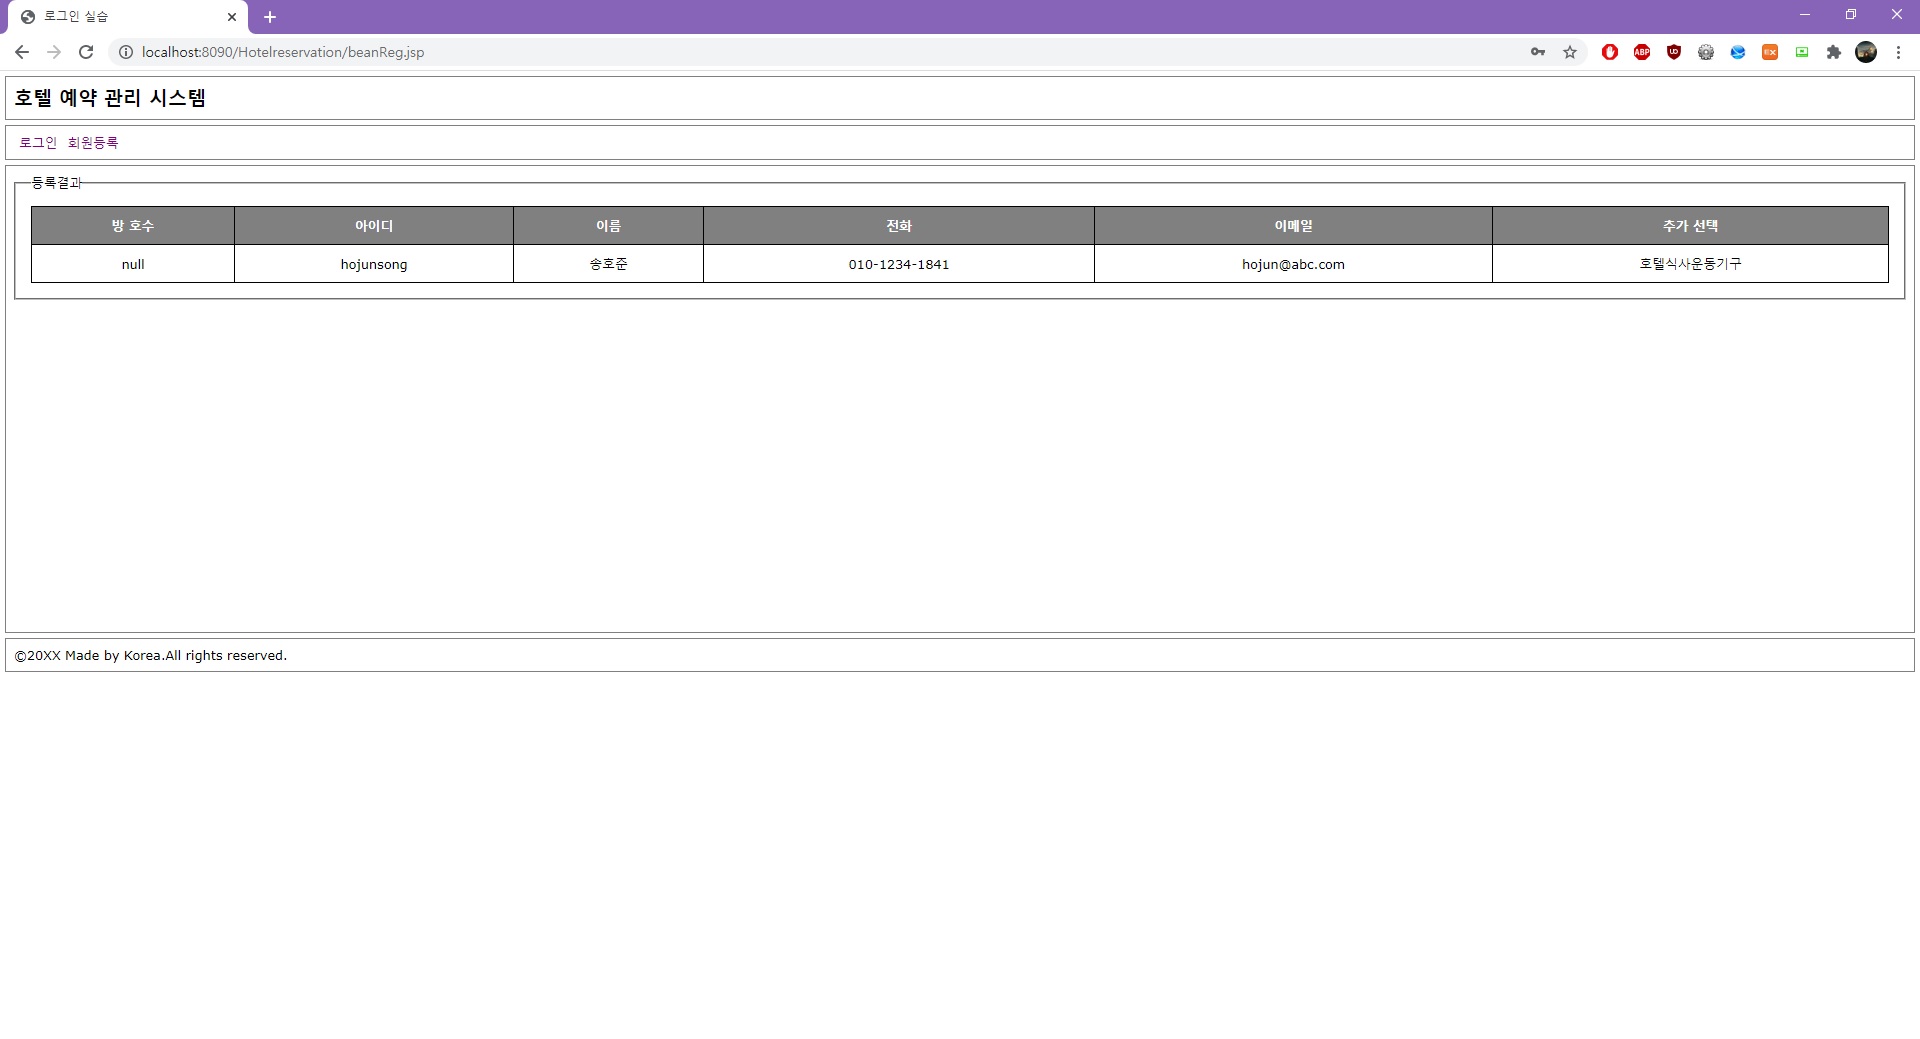 로그인 실습
localhost:8090/Hotelreservation/beanReg.jsp
호텔 예약 관리 시스템
로그인 회원등록
등록결과
방 호수 아이디 이름 전화 이메일 추가 선택
null hojunsong 송호준 010-1234-1841 hojun@abc.com 호텔식사운동기구
©20XX Made by Korea.All rights reserved.